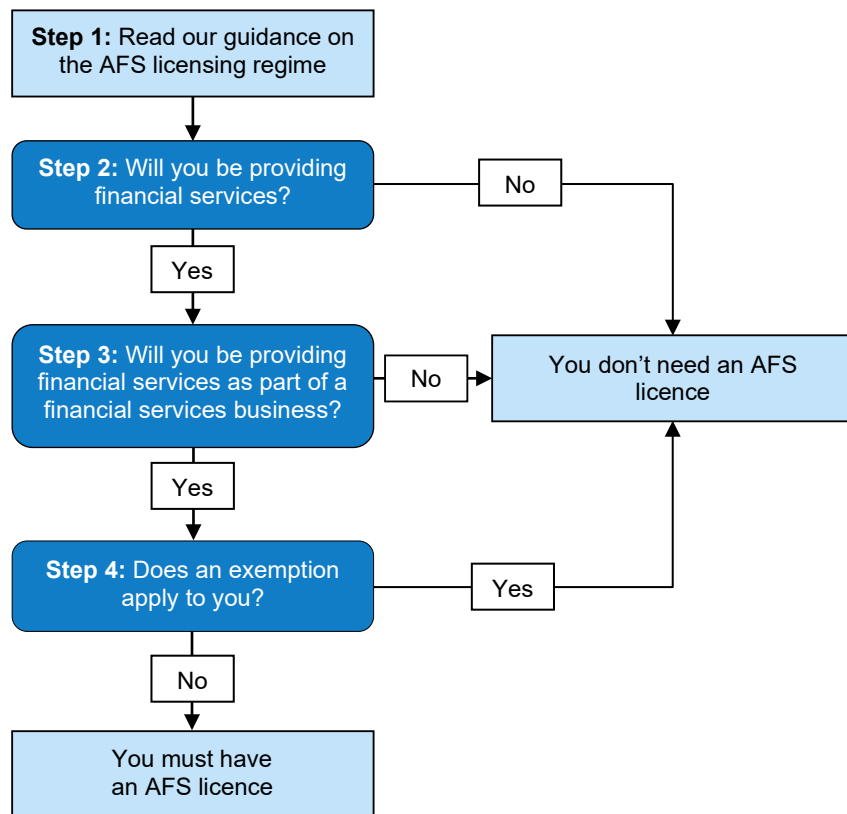 Step 1: Read our guidance on
the AFS licensing regime
Step 2: Will you be providing
financial services?
No
Yes
Step 3: Will you be providing
financial services as part of a
financial services business?
No
You don’t need an AFS
licence
Yes
Step 4: Does an exemption
apply to you?
Yes
No
You must have
an AFS licence